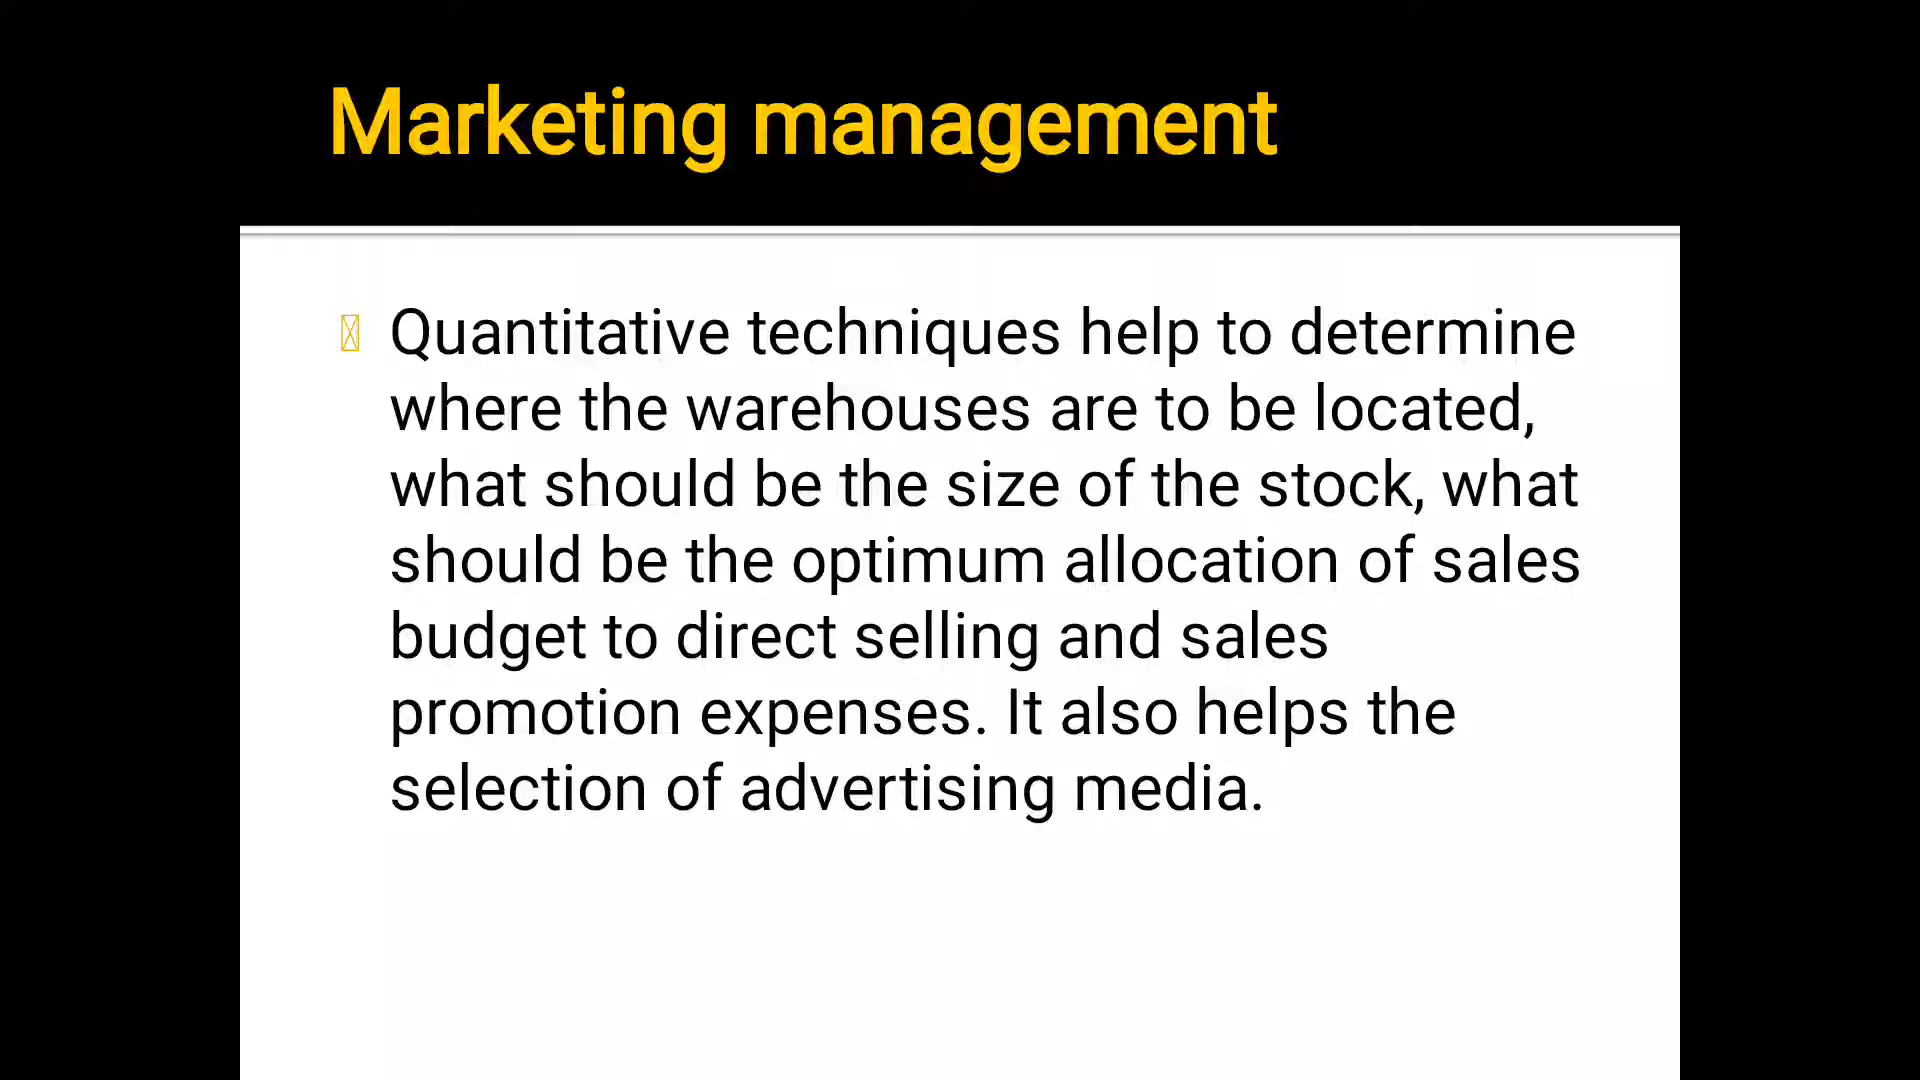 Marketing management
Quantitative techniques help to determine
where the warehouses are to be located,
what should be the size of the stock, what
should be the optimum allocation of sales
budget to direct selling and sales
promotion expenses. It also helps the
selection of advertising media.